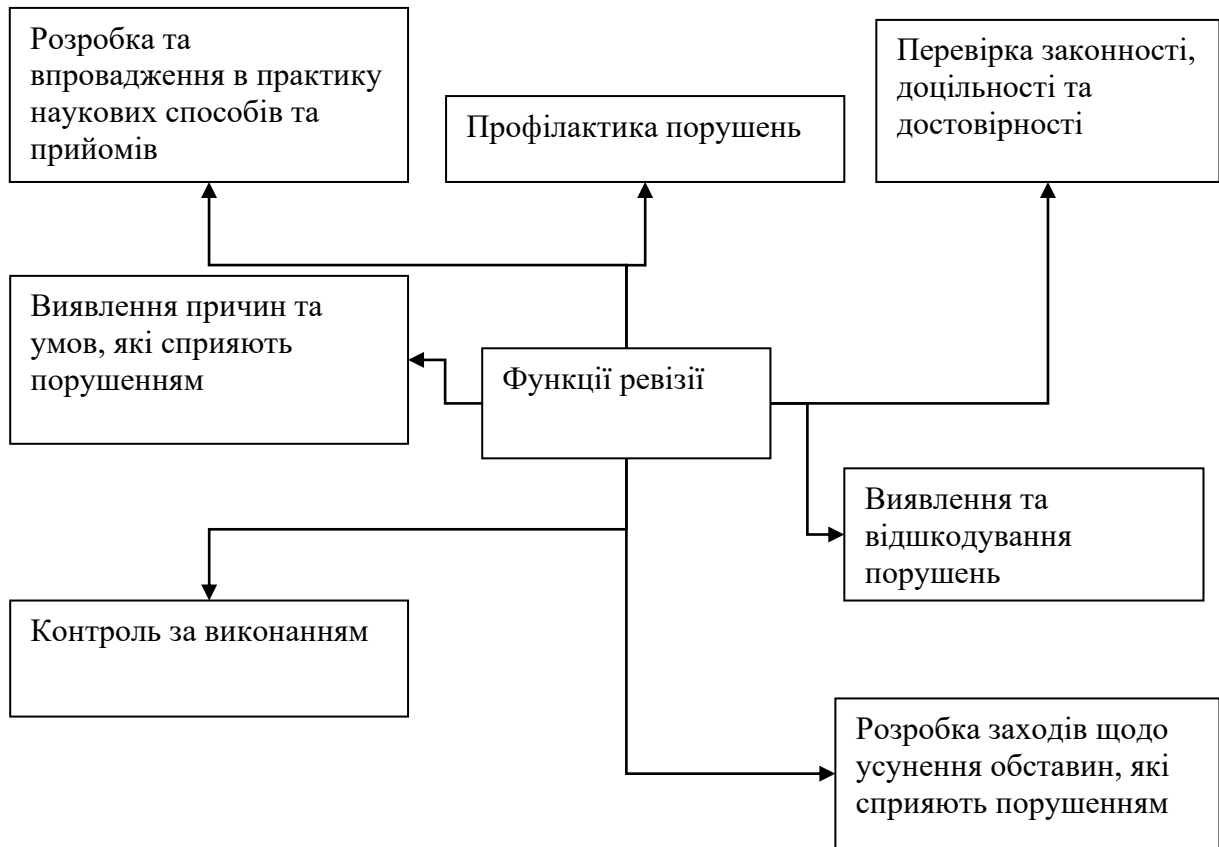 Розробка та
впровадження в практику
наукових способів та
прийомів
Профілактика порушень
Перевірка законності,
доцільності та
достовірності
Виявлення причин та
умов, які сприяють
порушенням
Функції ревізії
Виявлення та
відшкодування
порушень
Контроль за виконанням
Розробка заходів щодо
усунення обставин, які
сприяють порушенням